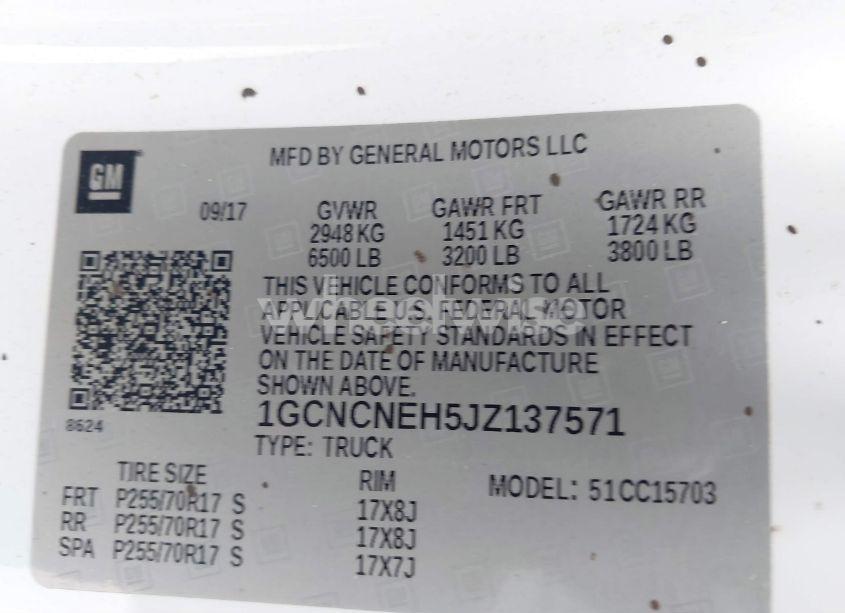 GM
MFD BY GENERAL MOTORS LLC
09/17
GVWR GAWR FRT GAWR RR
2948 KG 1451 KG 1724 KG
6500 LB 3200 LB 3800 LB
THIS VEHICLE CONFORMS TO ALL
APPLICABLE U.S. FEDERAL MOTOR
VEHICLE SAFETY STANDARDS IN EFFECT
ON THE DATE OF MANUFACTURE
SHOWN ABOVE.
1GCNCNEH5JZ137571
8624
TYPE: TRUCK
TIRE SIZE RIM MODEL: 51CC15703
FRT P255/70R17 S 17X8J
RR P255/70R17 S 17X8J
SPA P255/70R17 S 17X7J